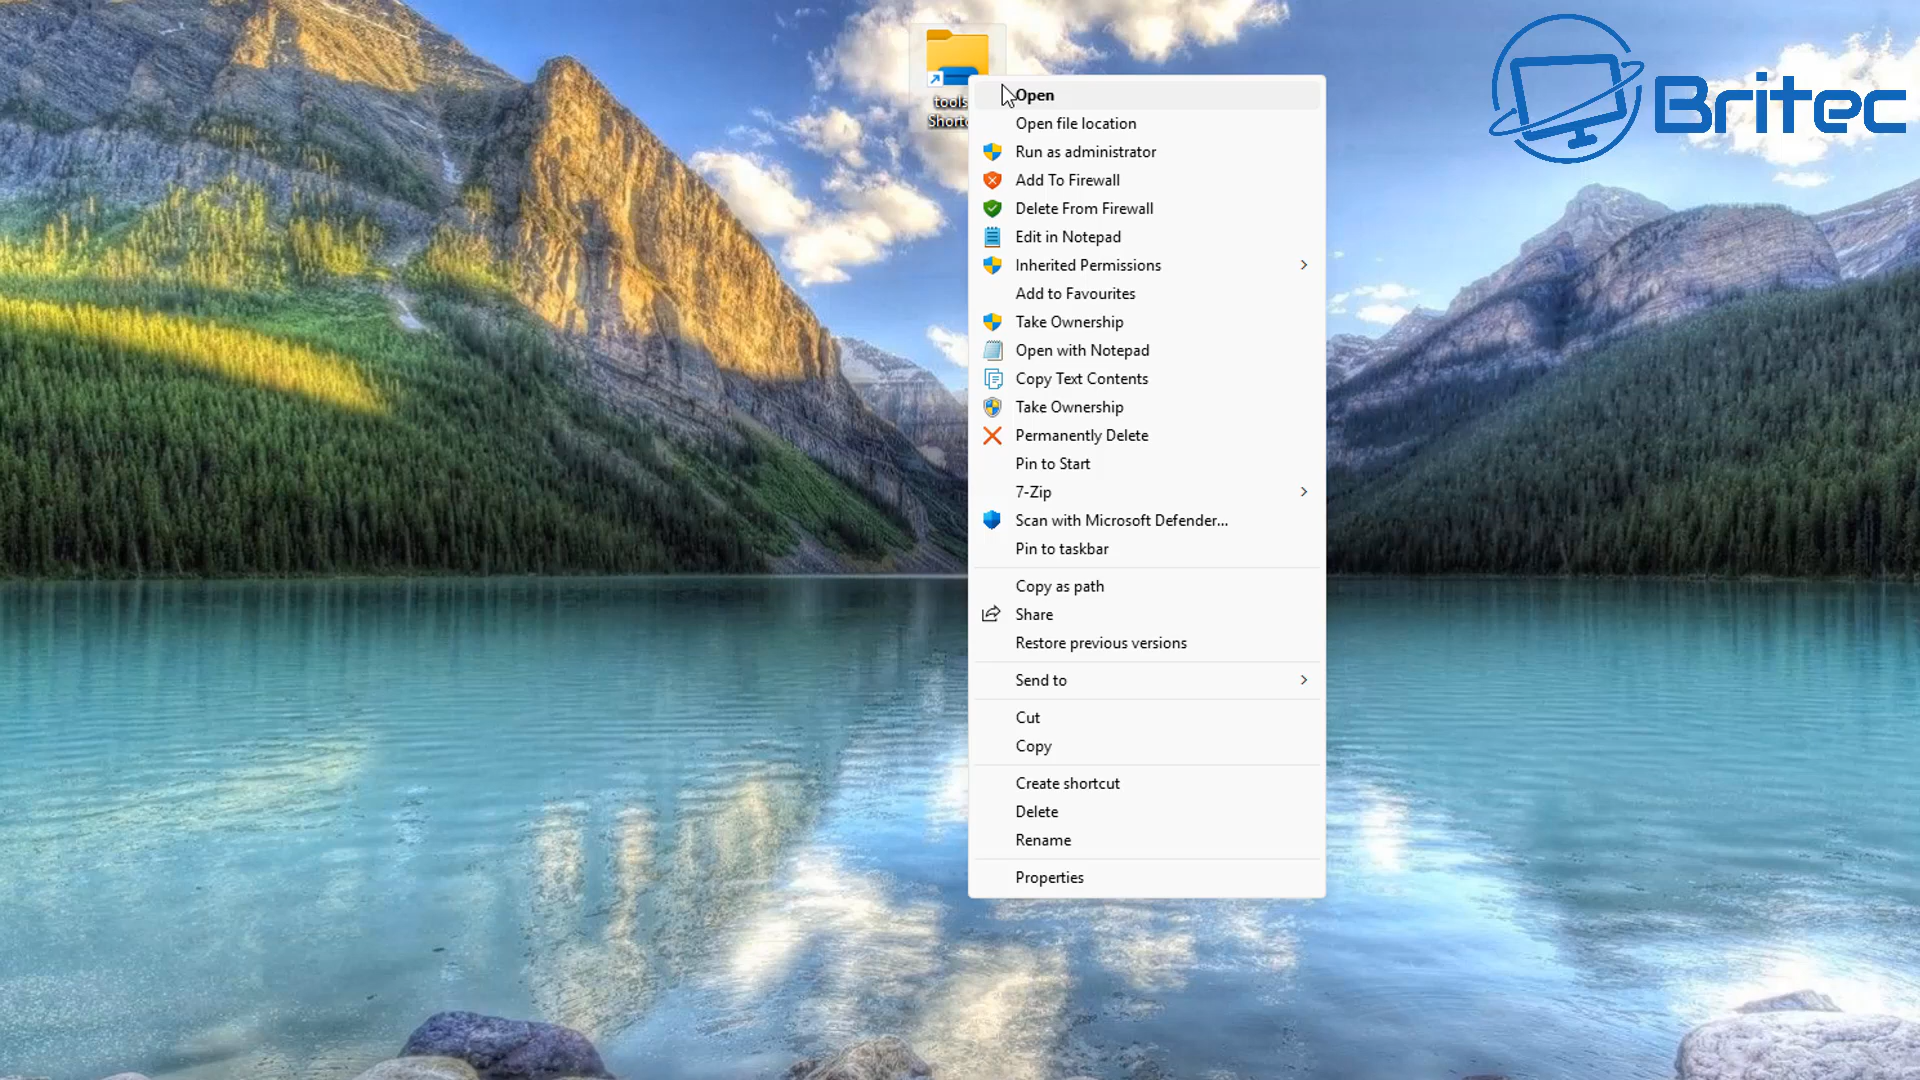 Britec
tools
Shortc
Open
Open file location
Run as administrator
Add To Firewall
Delete From Firewall
Edit in Notepad
Inherited Permissions
Add to Favourites
Take Ownership
Open with Notepad
Copy Text Contents
Take Ownership
Permanently Delete
Pin to Start
7-Zip
Scan with Microsoft Defender...
Pin to taskbar
Copy as path
Share
Restore previous versions
Send to
Cut
Copy
Create shortcut
Delete
Rename
Properties